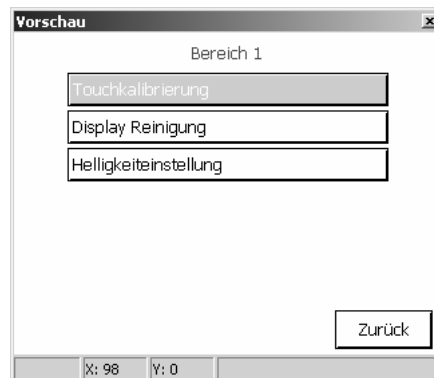 Vorschau
Bereich 1
Touchkalibrierung
Display Reinigung
Helligkeiteinstellung
Zurück
X: 98 Y: 0